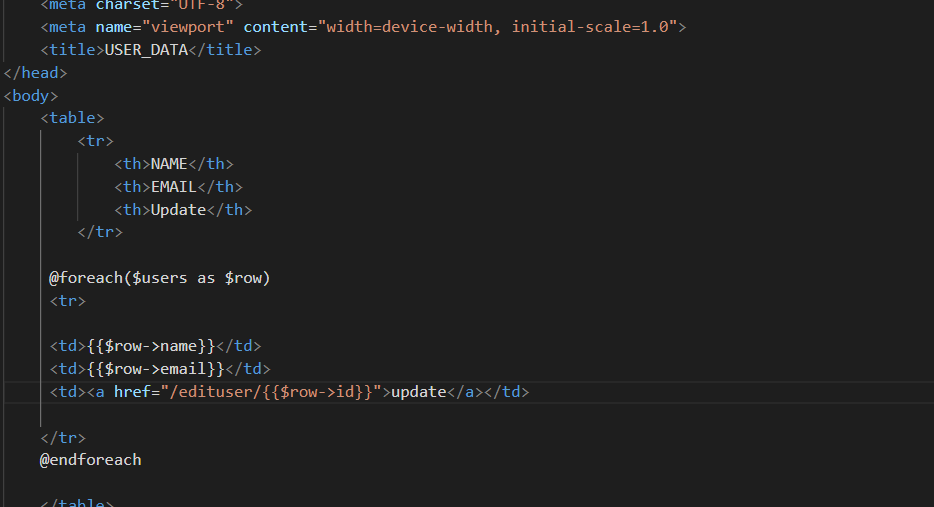 <meta charset="UTF-8">
<meta name="viewport" content="width=device-width, initial-scale=1.0">
<title>USER_DATA</title>
</head>
<body>
<table>
<tr>
<th>NAME</th>
<th>EMAIL</th>
<th>Update</th>
</tr>
@foreach($users as $row)
<tr>
<td>{{$row->name}}</td>
<td>{{$row->email}}</td>
<td><a href="/edituser/{{$row->id}}">update</a></td>
</tr>
@endforeach
</table>